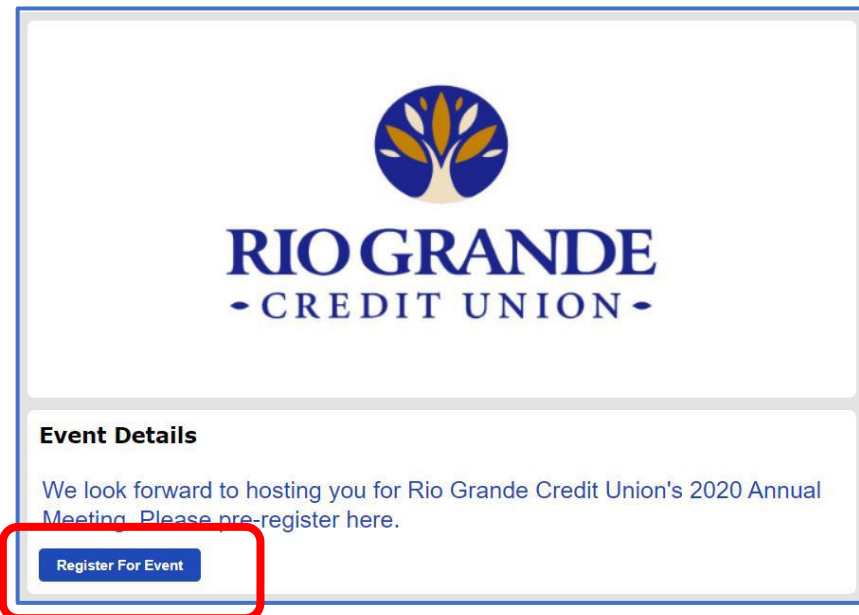 RIO GRANDE
- CREDIT UNION -
Event Details
We look forward to hosting you for Rio Grande Credit Union's 2020 Annual
Meeting. Please pre-register here.
Register For Event